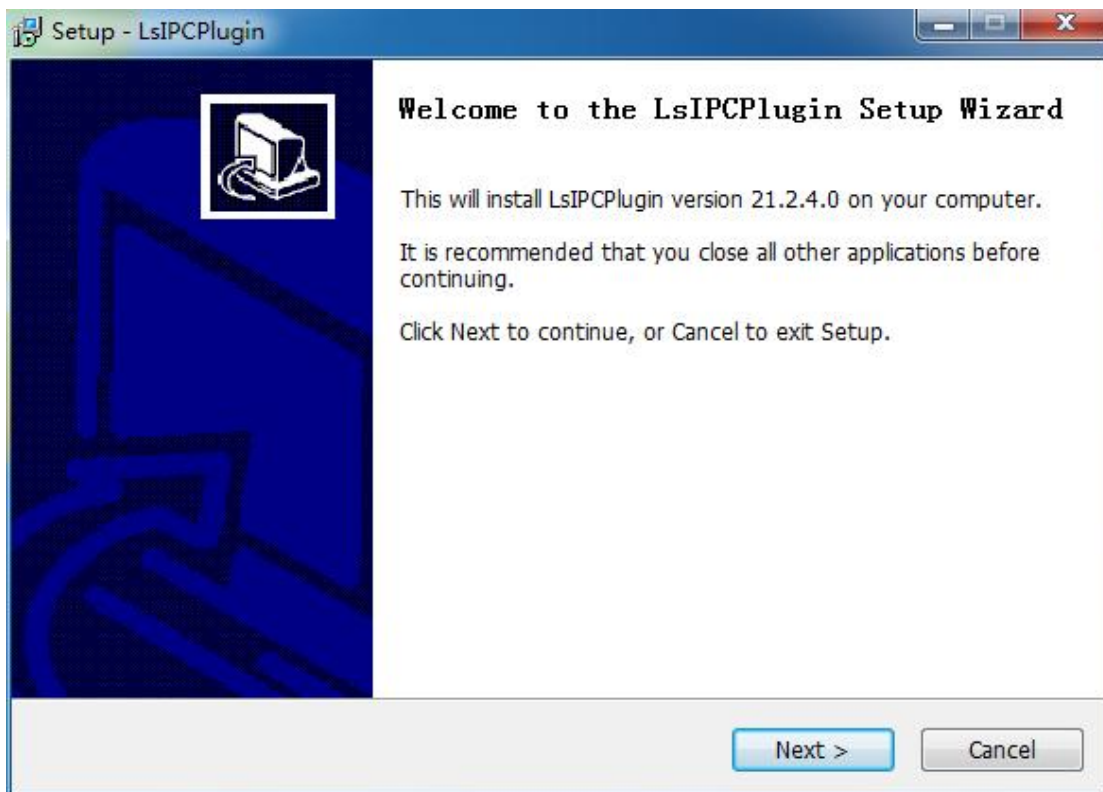 Setup - LsIPCPlugin
Welcome to the LsIPCPlugin Setup Wizard
This will install LsIPCPlugin version 21.2.4.0 on your computer.
It is recommended that you close all other applications before
continuing.
Click Next to continue, or Cancel to exit Setup.
Next >
Cancel